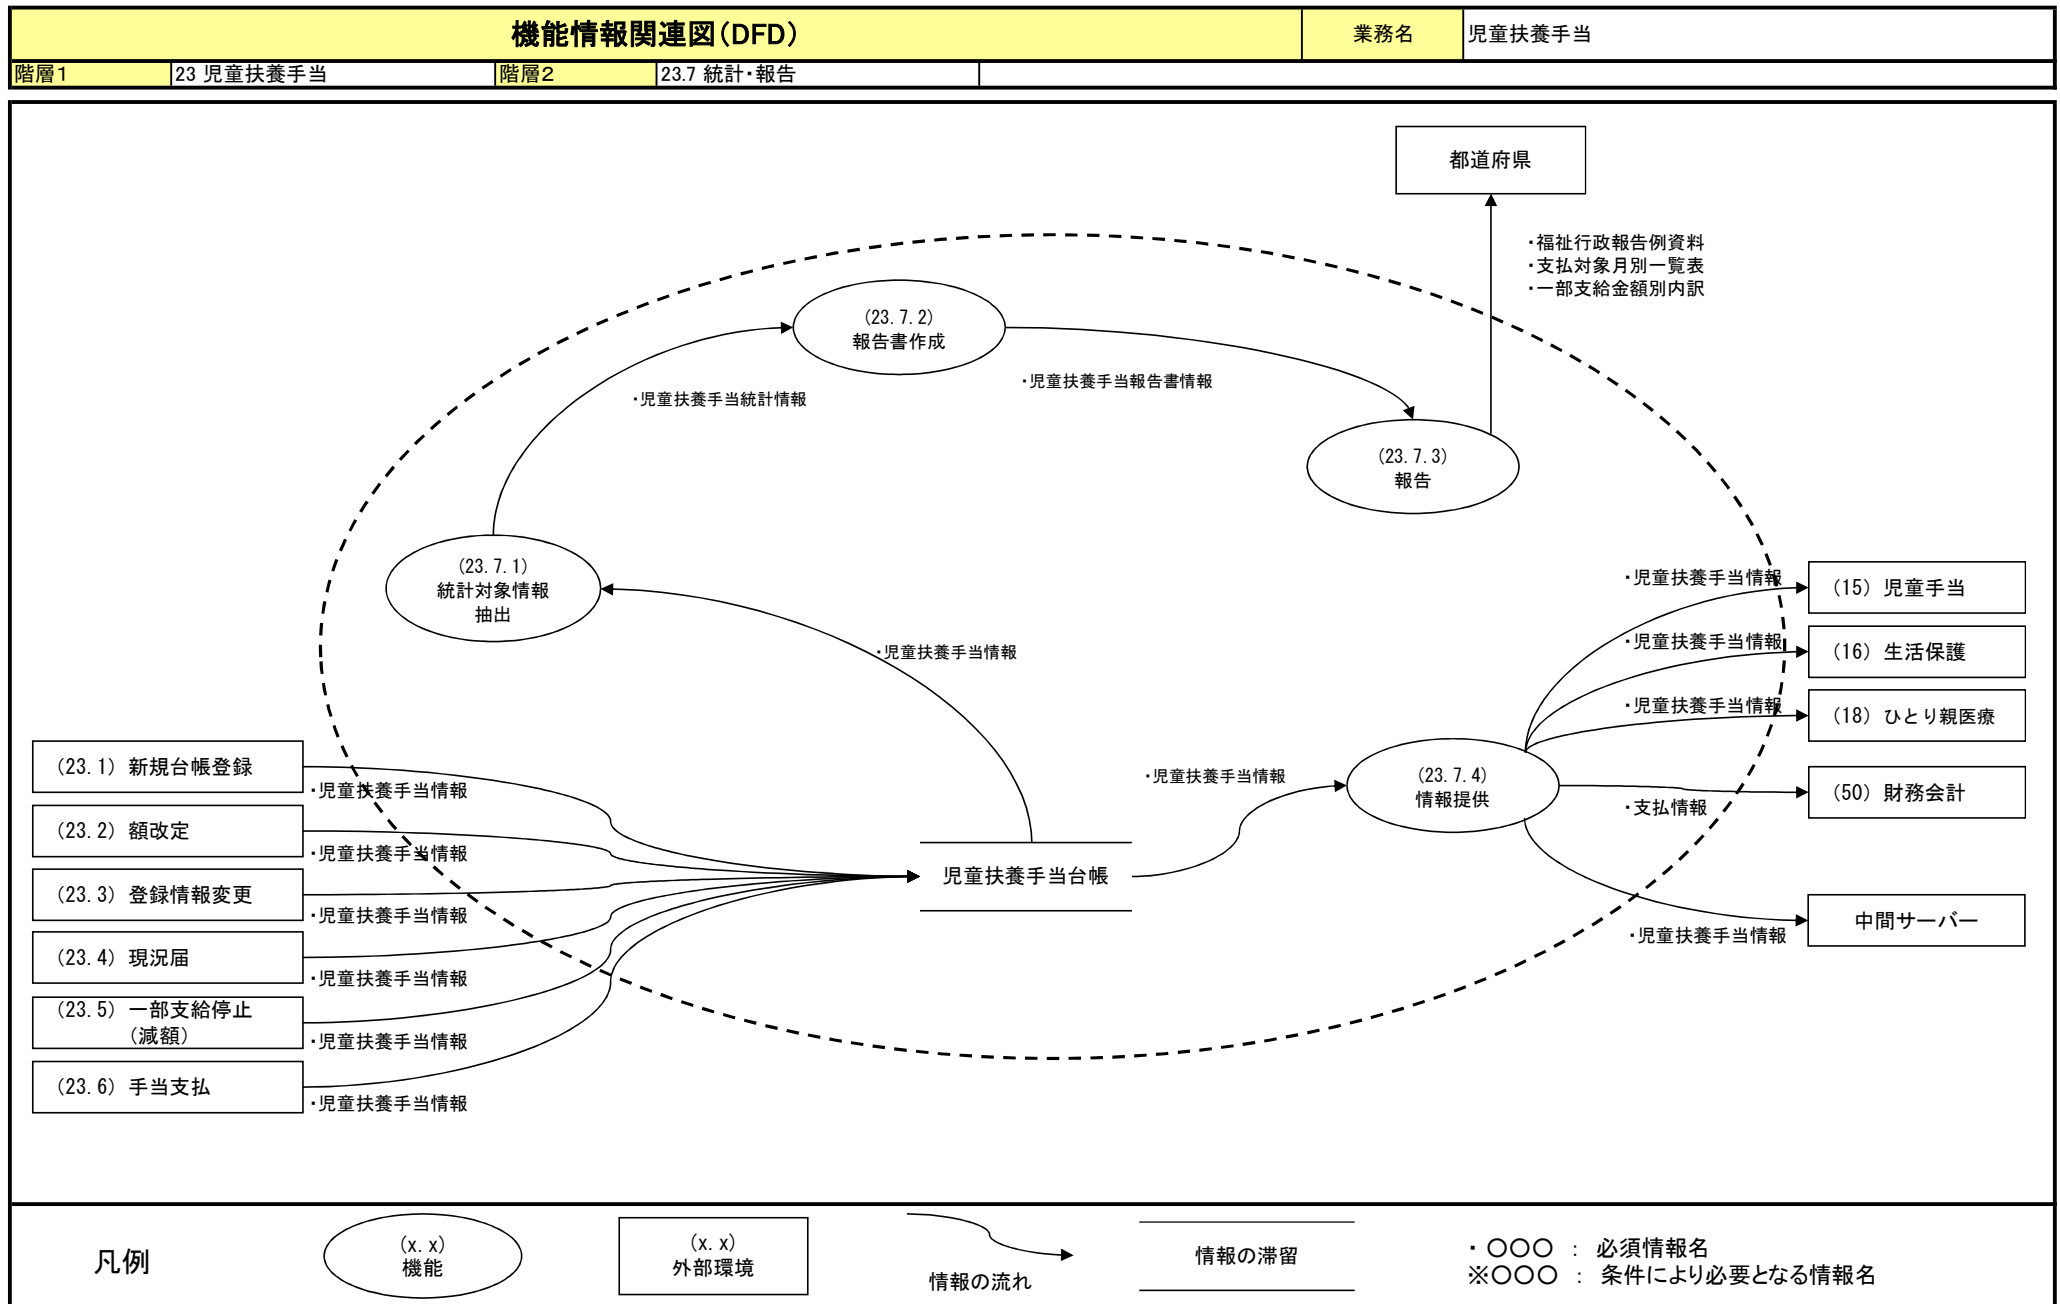 機能情報関連図(DFD)
業務名
児童扶養手当
階層1
23 児童扶養手当
階層2
23.7 統計・報告
都道府県
・福祉行政報告例資料
・支払対象月別一覧表
・一部支給金額別内訳
(23.7.2)
報告書作成
・児童扶養手当統計情報
・児童扶養手当報告書情報
(23.7.3)
報告
(23.7.1)
統計対象情報
抽出
・児童扶養手当情報
・児童扶養手当情報
(15) 児童手当
・児童扶養手当情報
(16) 生活保護
・児童扶養手当情報
(18) ひとり親医療
(23.1) 新規台帳登録
・児童扶養手当情報
(23.2) 額改定
・児童扶養手当情報
(23.3) 登録情報変更
・児童扶養手当情報
(23.4) 現況届
・児童扶養手当情報
(23.5) 一部支給停止
(減額)
・児童扶養手当情報
(23.6) 手当支払
・児童扶養手当情報
児童扶養手当台帳
・児童扶養手当情報
(23.7.4)
情報提供
・支払情報
(50) 財務会計
・児童扶養手当情報
中間サーバー
凡例
(x.x)
機能
(x.x)
外部環境
情報の流れ
情報の滞留
・ 〇〇〇 : 必須情報名
※〇〇〇 : 条件により必要となる情報名